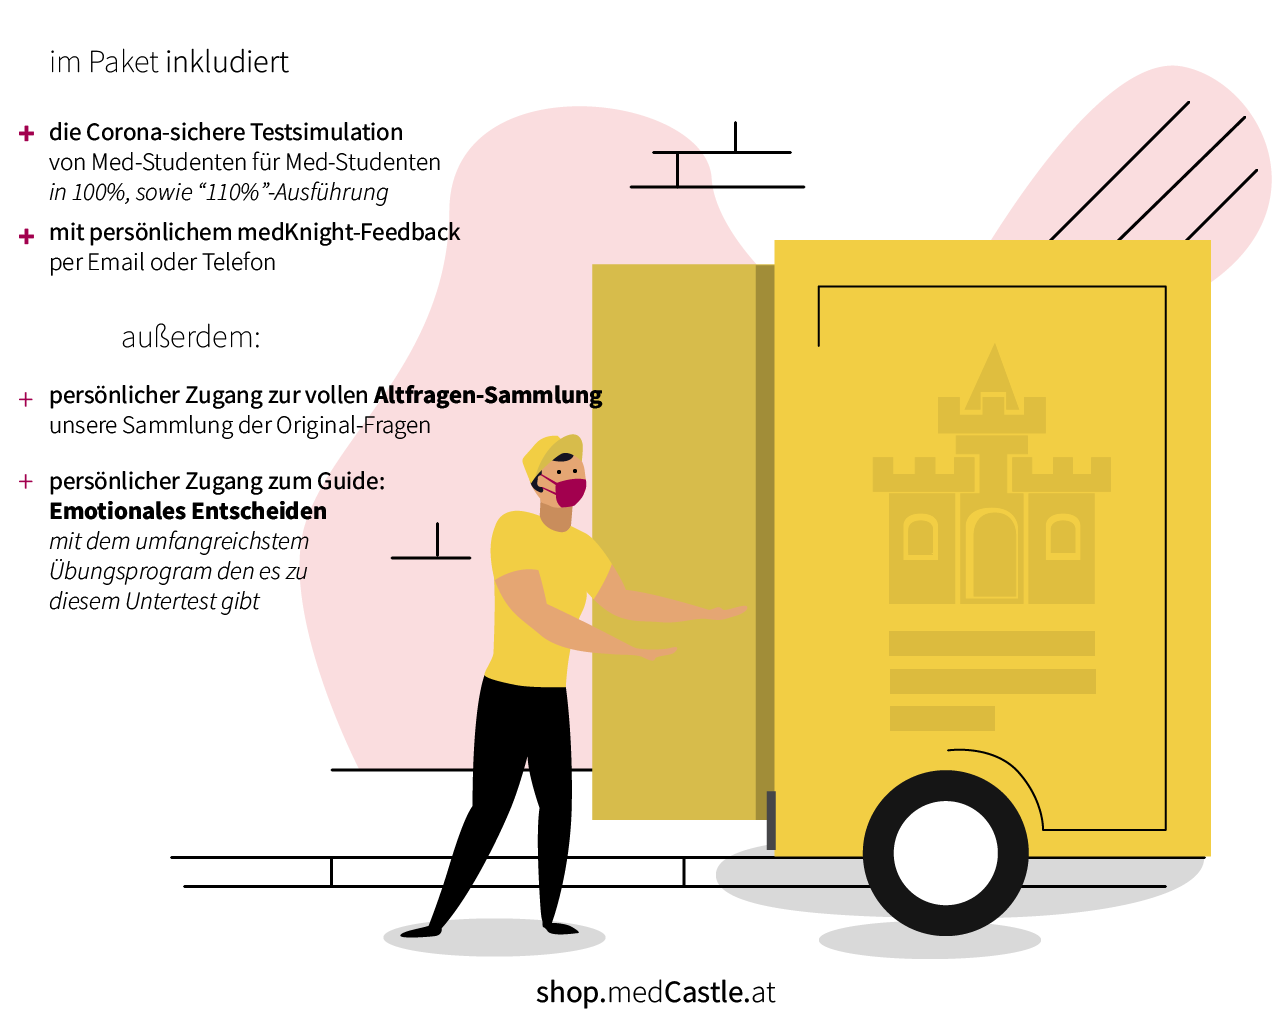 im Paket inkludiert
+ die Corona-sichere Testsimulation
von Med-Studenten für Med-Studenten
in 100%, sowie “110%”-Ausführung
+ mit persönlichem medKnight-Feedback
per Email oder Telefon
außerdem:
+ persönlicher Zugang zur vollen Altfragen-Sammlung
unsere Sammlung der Original-Fragen
+ persönlicher Zugang zum Guide:
Emotionales Entscheiden
mit dem umfangreichstem
Übungsprogram den es zu
diesem Untertest gibt
shop.medCastle.at